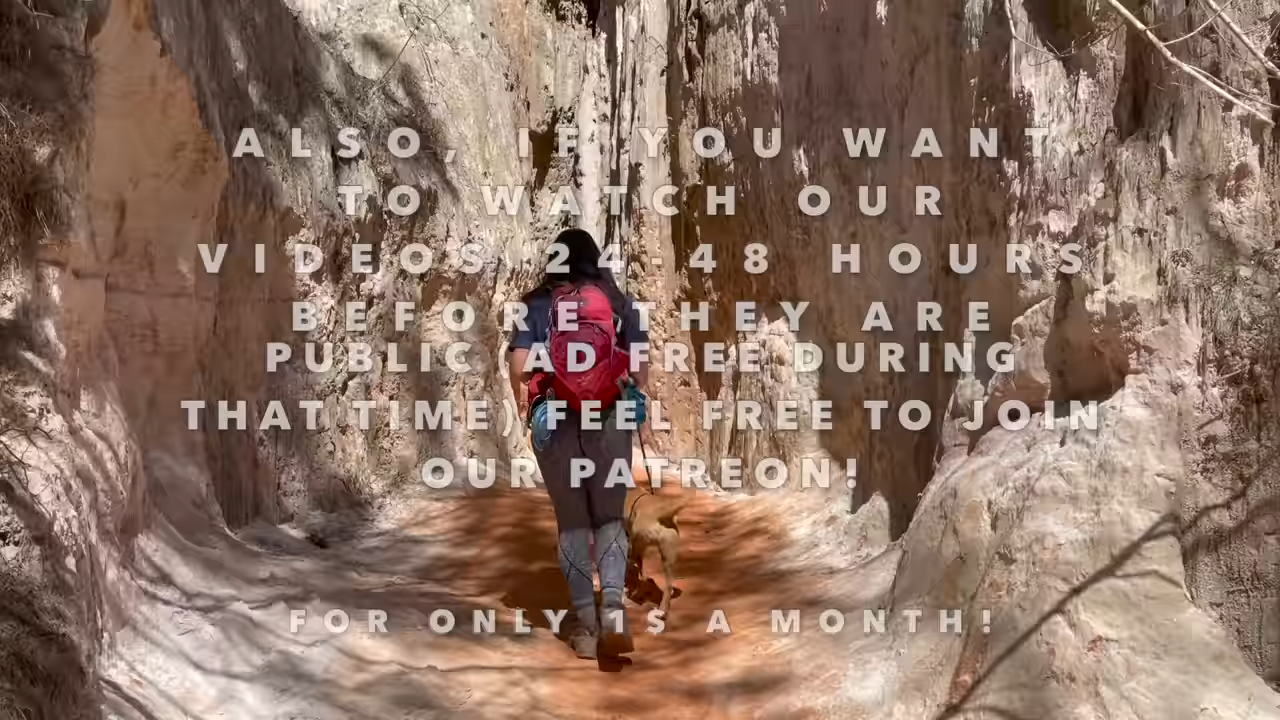 ALSO, IF YOU WANT
TO WATCH OUR
VIDEOS 24-48 HOURS
BEFORE THEY ARE
PUBLIC AD FREE DURING
THAT TIME) FEEL FREE TO JOIN
OUR PATREON!
FOR ONLY 1$ A MONTH!